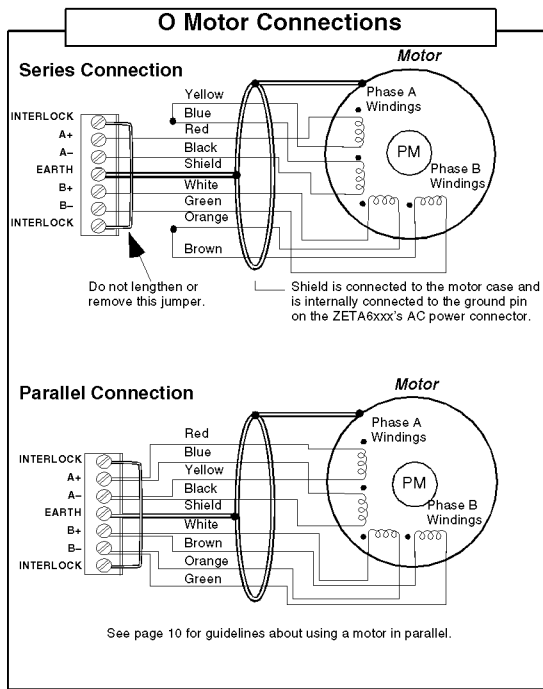 O Motor Connections
Series Connection
Motor
INTERLOCK
A+
A–
EARTH
B+
B–
INTERLOCK
Yellow
Blue
Red
Black
Shield
White
Green
Orange
Brown
Phase A
Windings
PM
Phase B
Windings
Do not lengthen or
remove this jumper.
Shield is connected to the motor case and
is internally connected to the ground pin
on the ZETA6xxx's AC power connector.
Parallel Connection
Motor
INTERLOCK
A+
A–
EARTH
B+
B–
INTERLOCK
Red
Blue
Yellow
Black
Shield
White
Brown
Orange
Green
Phase A
Windings
PM
Phase B
Windings
See page 10 for guidelines about using a motor in parallel.